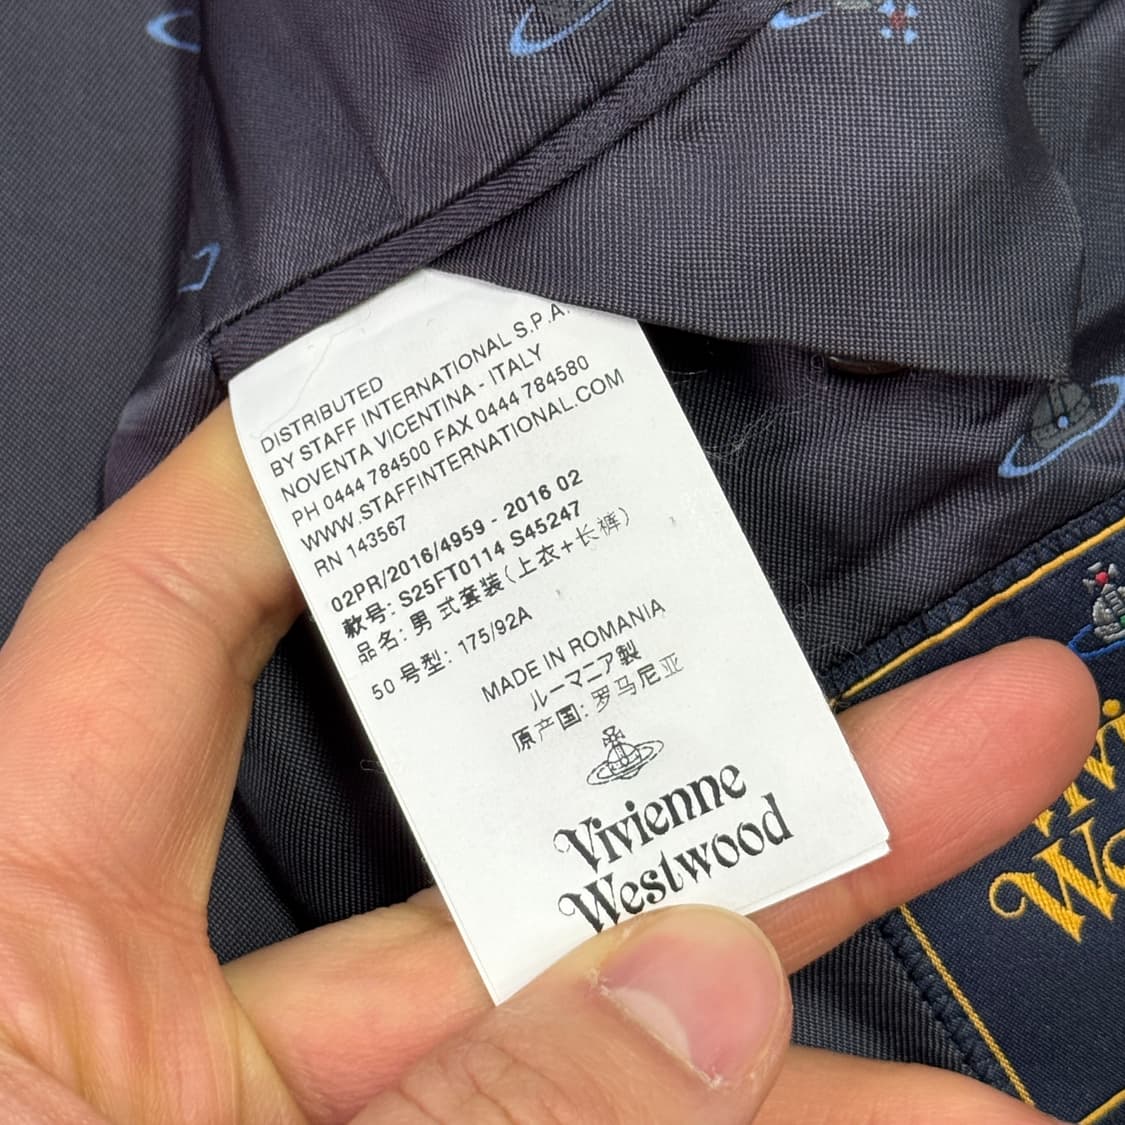 DISTRIBUTED
BY STAFF INTERNATIONAL S.P.A.
NOVENTA VICENTINA - ITALY
PH 0444 784500 FAX 0444 784580
WWW.STAFFINTERNATIONAL.COM
RN 143567
02PR/2016/4959 - 2016 02
款号: S25FT0114 S45247
品名: 男式套装(上衣+长裤)
50 号型: 175/92A
MADE IN ROMANIA
ルーマニア製
原产国: 罗马尼亚
Vivienne
Westwood
Vivi
We